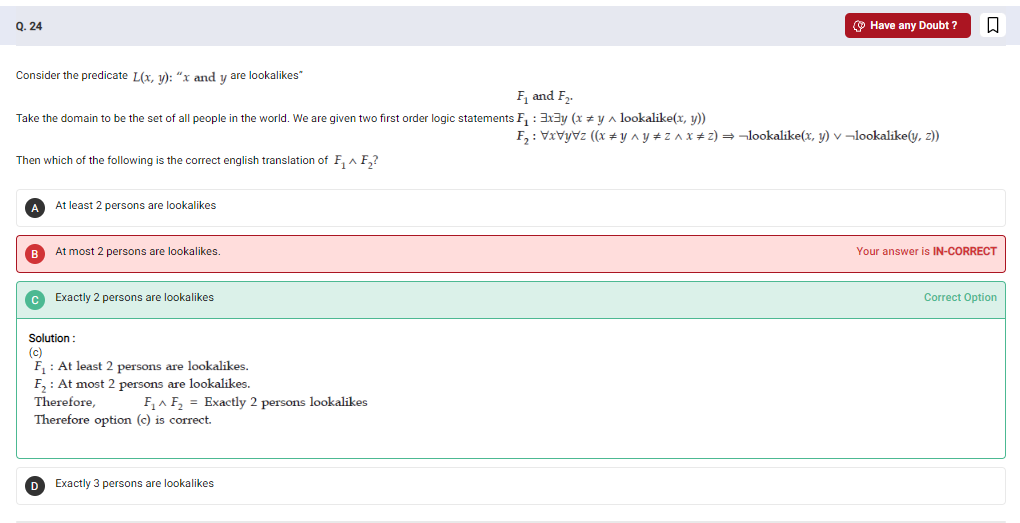 Q. 24
Have any Doubt ?
Consider the predicate L(x, y): "x and y are lookalikes"
F₁ and F₂.
Take the domain to be the set of all people in the world. We are given two first order logic statements F₁ : ∃x∃y (x ≠ y ∧ lookalike(x, y))
F₂ : ∀x∀y∀z ((x ≠ y ∧ y ≠ z ∧ x ≠ z) ⇒ ¬lookalike(x, y) ∨ ¬lookalike(y, z))
Then which of the following is the correct english translation of F₁ ∧ F₂?
A At least 2 persons are lookalikes
B At most 2 persons are lookalikes. Your answer is IN-CORRECT
C Exactly 2 persons are lookalikes Correct Option
Solution :
(c)
F₁ : At least 2 persons are lookalikes.
F₂ : At most 2 persons are lookalikes.
Therefore, F₁ ∧ F₂ = Exactly 2 persons lookalikes
Therefore option (c) is correct.
D Exactly 3 persons are lookalikes